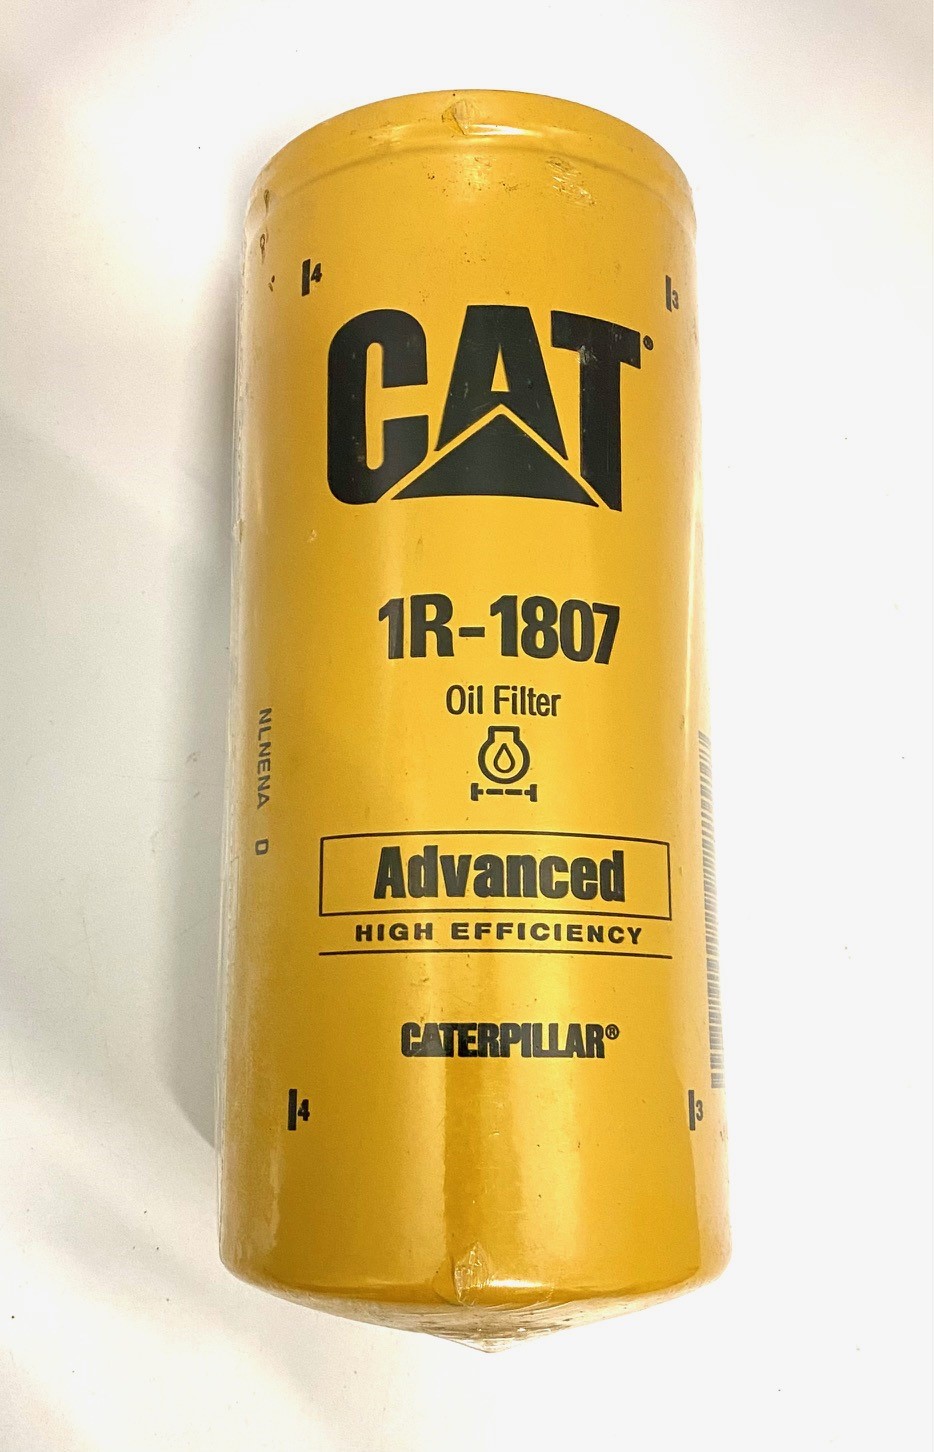 4
3
CAT®
1R-1807
Oil Filter
NLNENA D
Advanced
HIGH EFFICIENCY
CATERPILLAR®
4
3